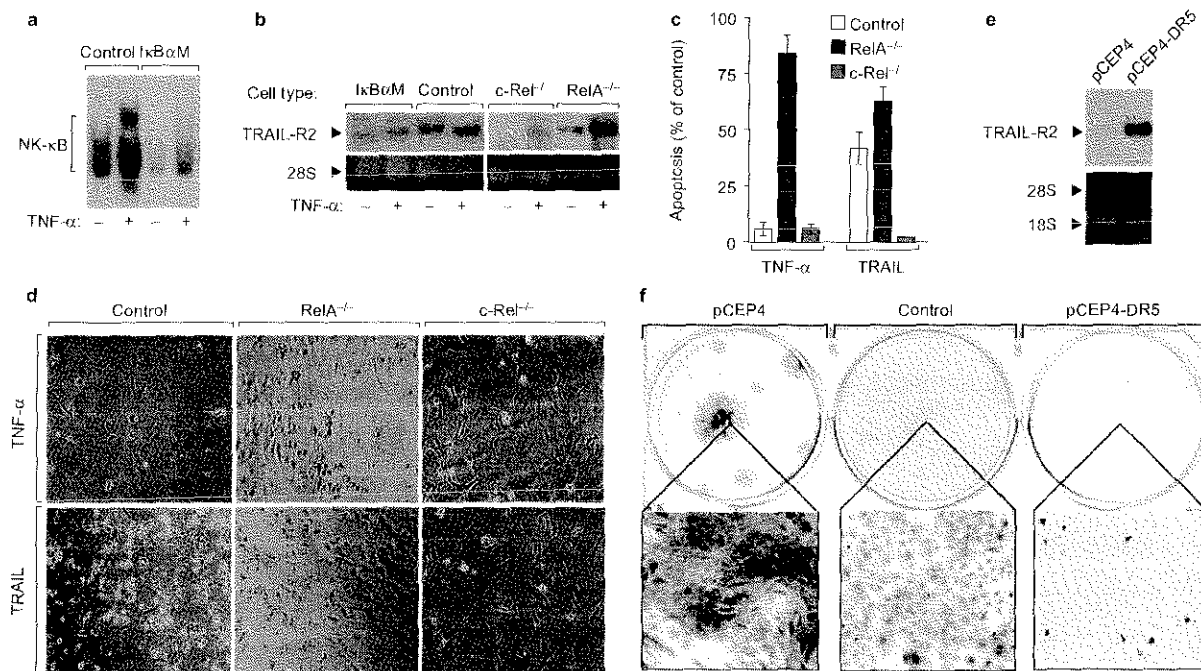 a
Control IκBαM
NK-κB
TNF-α: – + – +
b
Cell type: IκBαM Control c-Rel⁻/⁻ RelA⁻/⁻
TRAIL-R2
28S
TNF-α: – + – + – + – +
c
Apoptosis (% of control)
100
75
50
25
0
Control
RelA⁻/⁻
c-Rel⁻/⁻
TNF-α TRAIL
e
pCEP4
pCEP4-DR5
TRAIL-R2
28S
18S
d
Control RelA⁻/⁻ c-Rel⁻/⁻
TNF-α
TRAIL
f
pCEP4 Control pCEP4-DR5